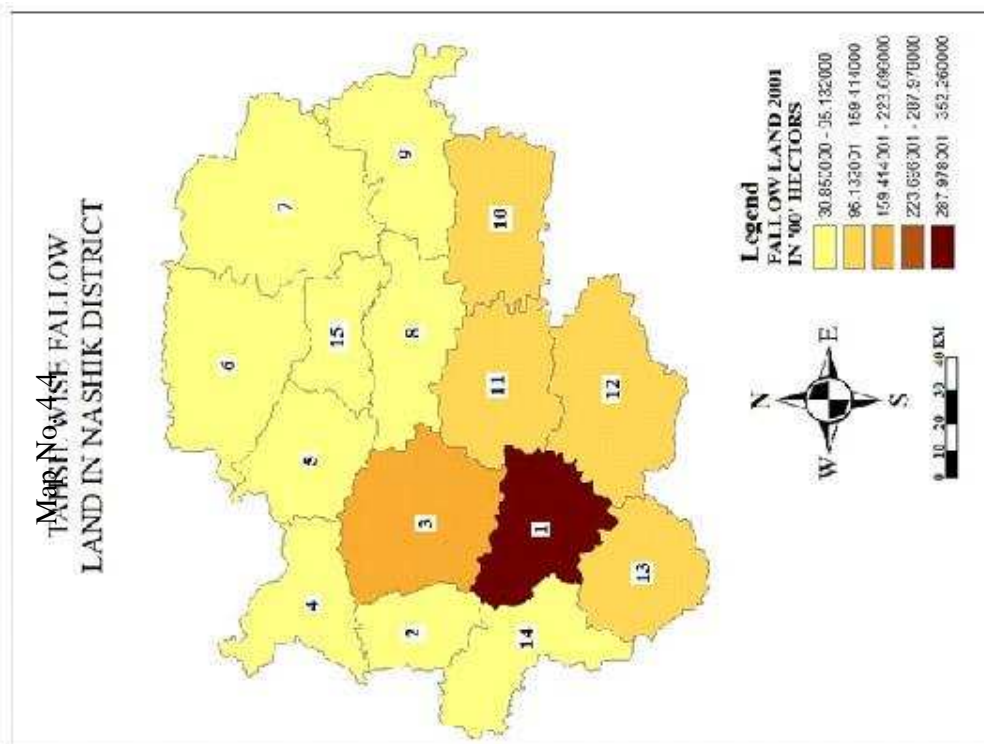 Map No. 4.4
TAHSIL WISE FALLOW
LAND IN NASHIK DISTRICT
6
7
5
15
4
9
8
3
2
10
11
1
14
12
13
N
W
E
S
0 10 20 30 40 KM
Legend
FALLOW LAND 2001
IN '00' HECTORS
30.850000 - 95.132000
95.132001 159.414000
159.414001 - 223.696000
223.696001 - 287.978000
287.978001 352.260000